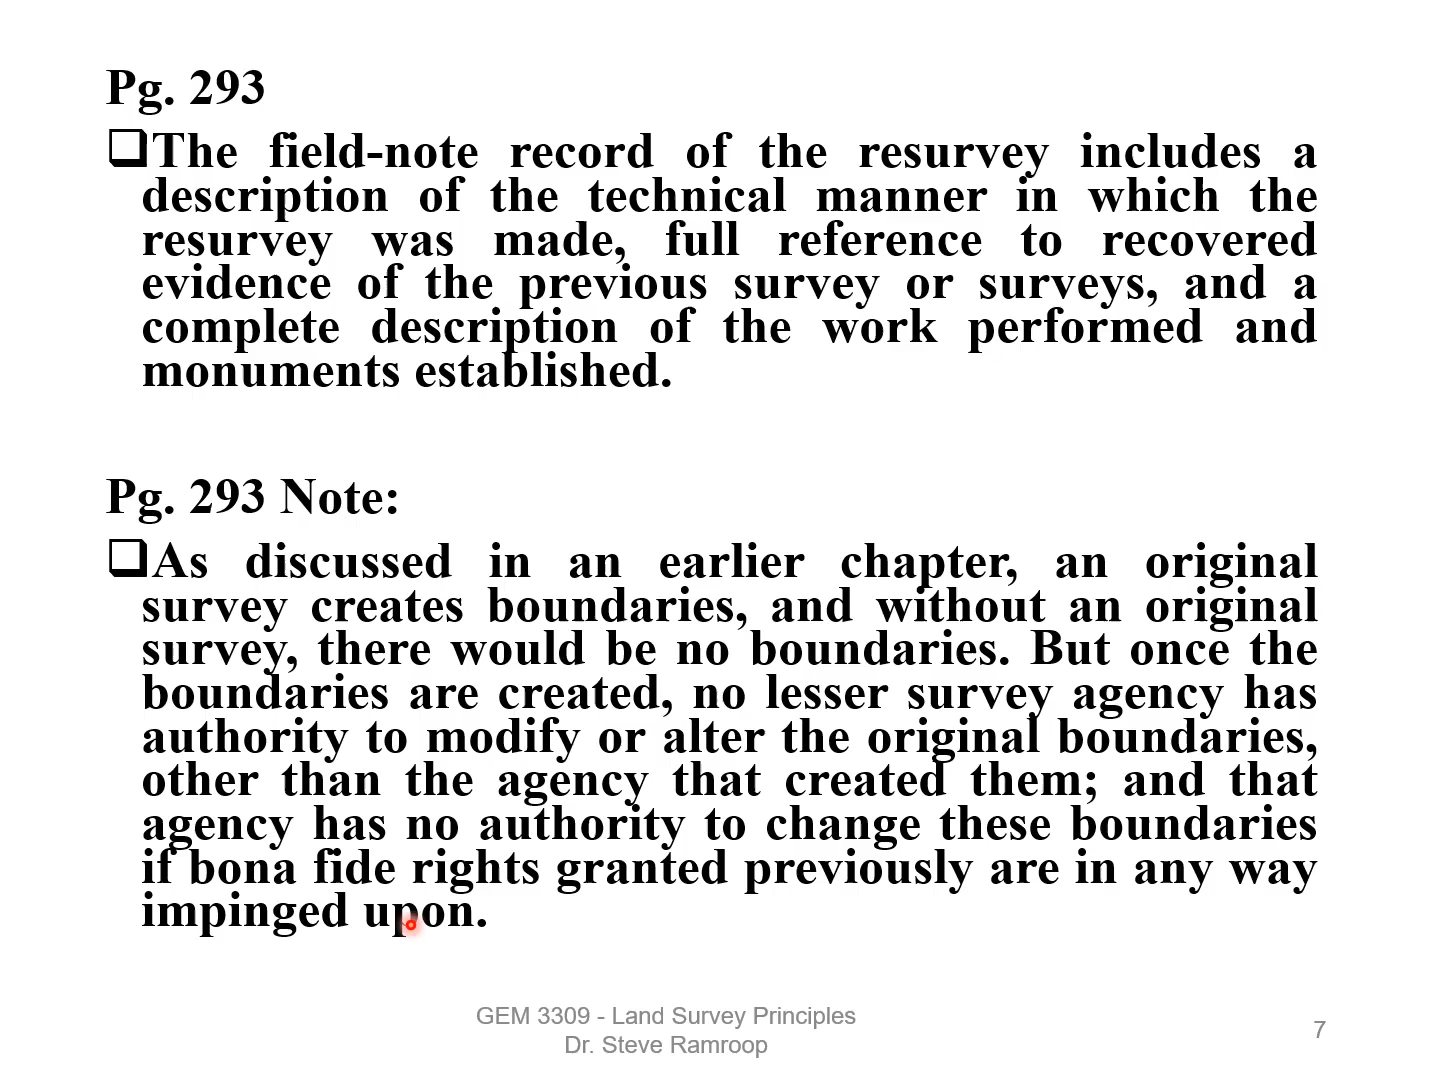 Pg. 293
❑The field-note record of the resurvey includes a
description of the technical manner in which the
resurvey was made, full reference to recovered
evidence of the previous survey or surveys, and a
complete description of the work performed and
monuments established.
Pg. 293 Note:
❑As discussed in an earlier chapter, an original
survey creates boundaries, and without an original
survey, there would be no boundaries. But once the
boundaries are created, no lesser survey agency has
authority to modify or alter the original boundaries,
other than the agency that created them; and that
agency has no authority to change these boundaries
if bona fide rights granted previously are in any way
impinged upon.
GEM 3309 - Land Survey Principles
Dr. Steve Ramroop
7